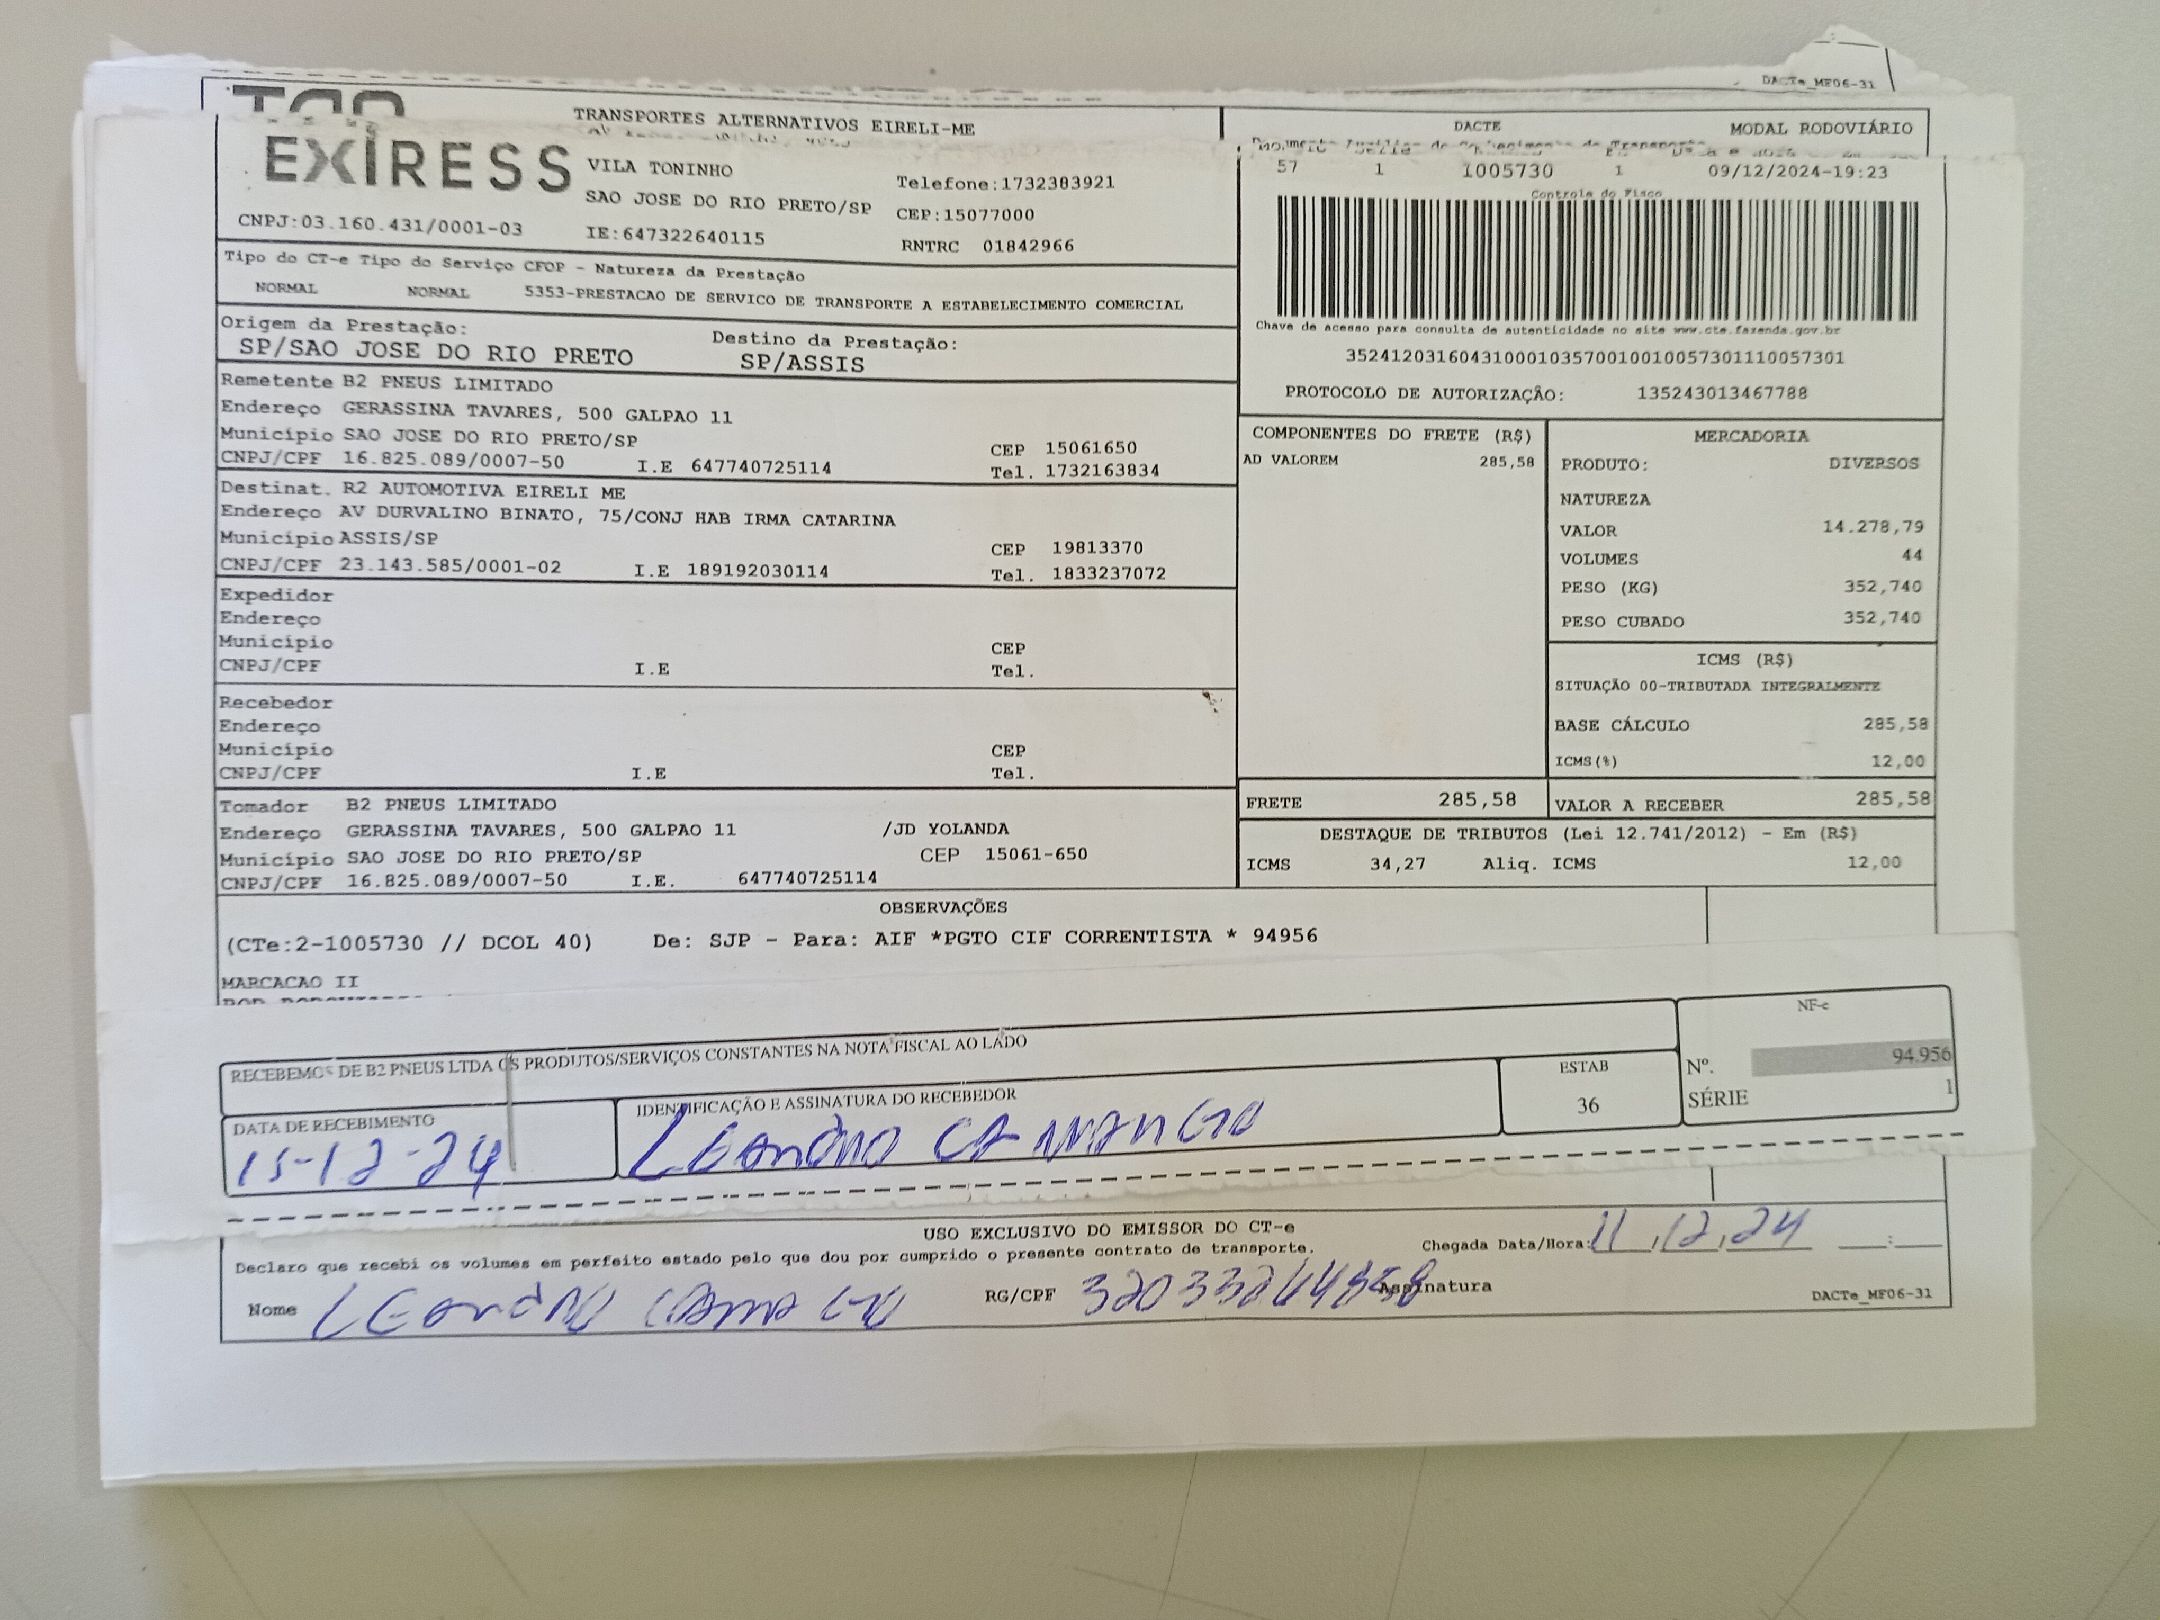 DACTe_MF06-31
EXPRESS
TRANSPORTES ALTERNATIVOS EIRELI-ME
VILA TONINHO
Telefone:1732383921
SAO JOSE DO RIO PRETO/SP CEP:15077000
CNPJ:03.160.431/0001-03 IE:647322640115 RNTRC 01842966
DACTE MODAL RODOVIÁRIO
57 1 1005730 1 09/12/2024-19:23
Controle do Fisco
Chave de acesso para consulta de autenticidade no site www.cte.fazenda.gov.br
35241203160431000103570010010057301110057301
PROTOCOLO DE AUTORIZAÇÃO: 135243013467788
Tipo do CT-e Tipo do Serviço CFOP - Natureza da Prestação
NORMAL NORMAL 5353-PRESTACAO DE SERVICO DE TRANSPORTE A ESTABELECIMENTO COMERCIAL
Origem da Prestação: Destino da Prestação:
SP/SAO JOSE DO RIO PRETO SP/ASSIS
Remetente B2 PNEUS LIMITADO
Endereço GERASSINA TAVARES, 500 GALPAO 11
Município SAO JOSE DO RIO PRETO/SP CEP 15061650
CNPJ/CPF 16.825.089/0007-50 I.E 647740725114 Tel. 1732163834
Destinat. R2 AUTOMOTIVA EIRELI ME
Endereço AV DURVALINO BINATO, 75/CONJ HAB IRMA CATARINA
Município ASSIS/SP CEP 19813370
CNPJ/CPF 23.143.585/0001-02 I.E 189192030114 Tel. 1833237072
Expedidor
Endereço
Município CEP
CNPJ/CPF I.E Tel.
Recebedor
Endereço
Município CEP
CNPJ/CPF I.E Tel.
Tomador B2 PNEUS LIMITADO
Endereço GERASSINA TAVARES, 500 GALPAO 11 /JD YOLANDA
Município SAO JOSE DO RIO PRETO/SP CEP 15061-650
CNPJ/CPF 16.825.089/0007-50 I.E. 647740725114
COMPONENTES DO FRETE (R$)
AD VALOREM 285,58
MERCADORIA
PRODUTO: DIVERSOS
NATUREZA
VALOR 14.278,79
VOLUMES 44
PESO (KG) 352,740
PESO CUBADO 352,740
ICMS (R$)
SITUAÇÃO 00-TRIBUTADA INTEGRALMENTE
BASE CÁLCULO 285,58
ICMS(%) 12,00
FRETE 285,58 VALOR A RECEBER 285,58
DESTAQUE DE TRIBUTOS (Lei 12.741/2012) - Em (R$)
ICMS 34,27 Aliq. ICMS 12,00
OBSERVAÇÕES
(CTe:2-1005730 // DCOL 40) De: SJP - Para: AIF *PGTO CIF CORRENTISTA * 94956
MARCACAO II
RECEBEMOS DE B2 PNEUS LTDA OS PRODUTOS/SERVIÇOS CONSTANTES NA NOTA FISCAL AO LADO
NF-e
Nº. 94.956
SÉRIE 1
DATA DE RECEBIMENTO IDENTIFICAÇÃO E ASSINATURA DO RECEBEDOR ESTAB
36
-12-24 Leandro Camargo
USO EXCLUSIVO DO EMISSOR DO CT-e
Declaro que recebi os volumes em perfeito estado pelo que dou por cumprido o presente contrato de transporte. Chegada Data/Hora: 11,12,24 :
Nome Leandro Camargo RG/CPF Assinatura
DACTe_MF06-31